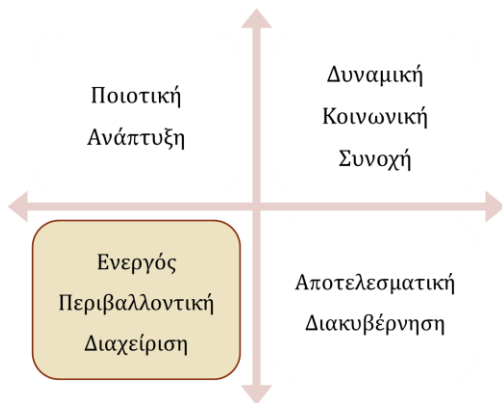 Ποιοτική
Ανάπτυξη
Δυναμική
Κοινωνική
Συνοχή
Ενεργός
Περιβαλλοντική
Διαχείριση
Αποτελεσματική
Διακυβέρνηση